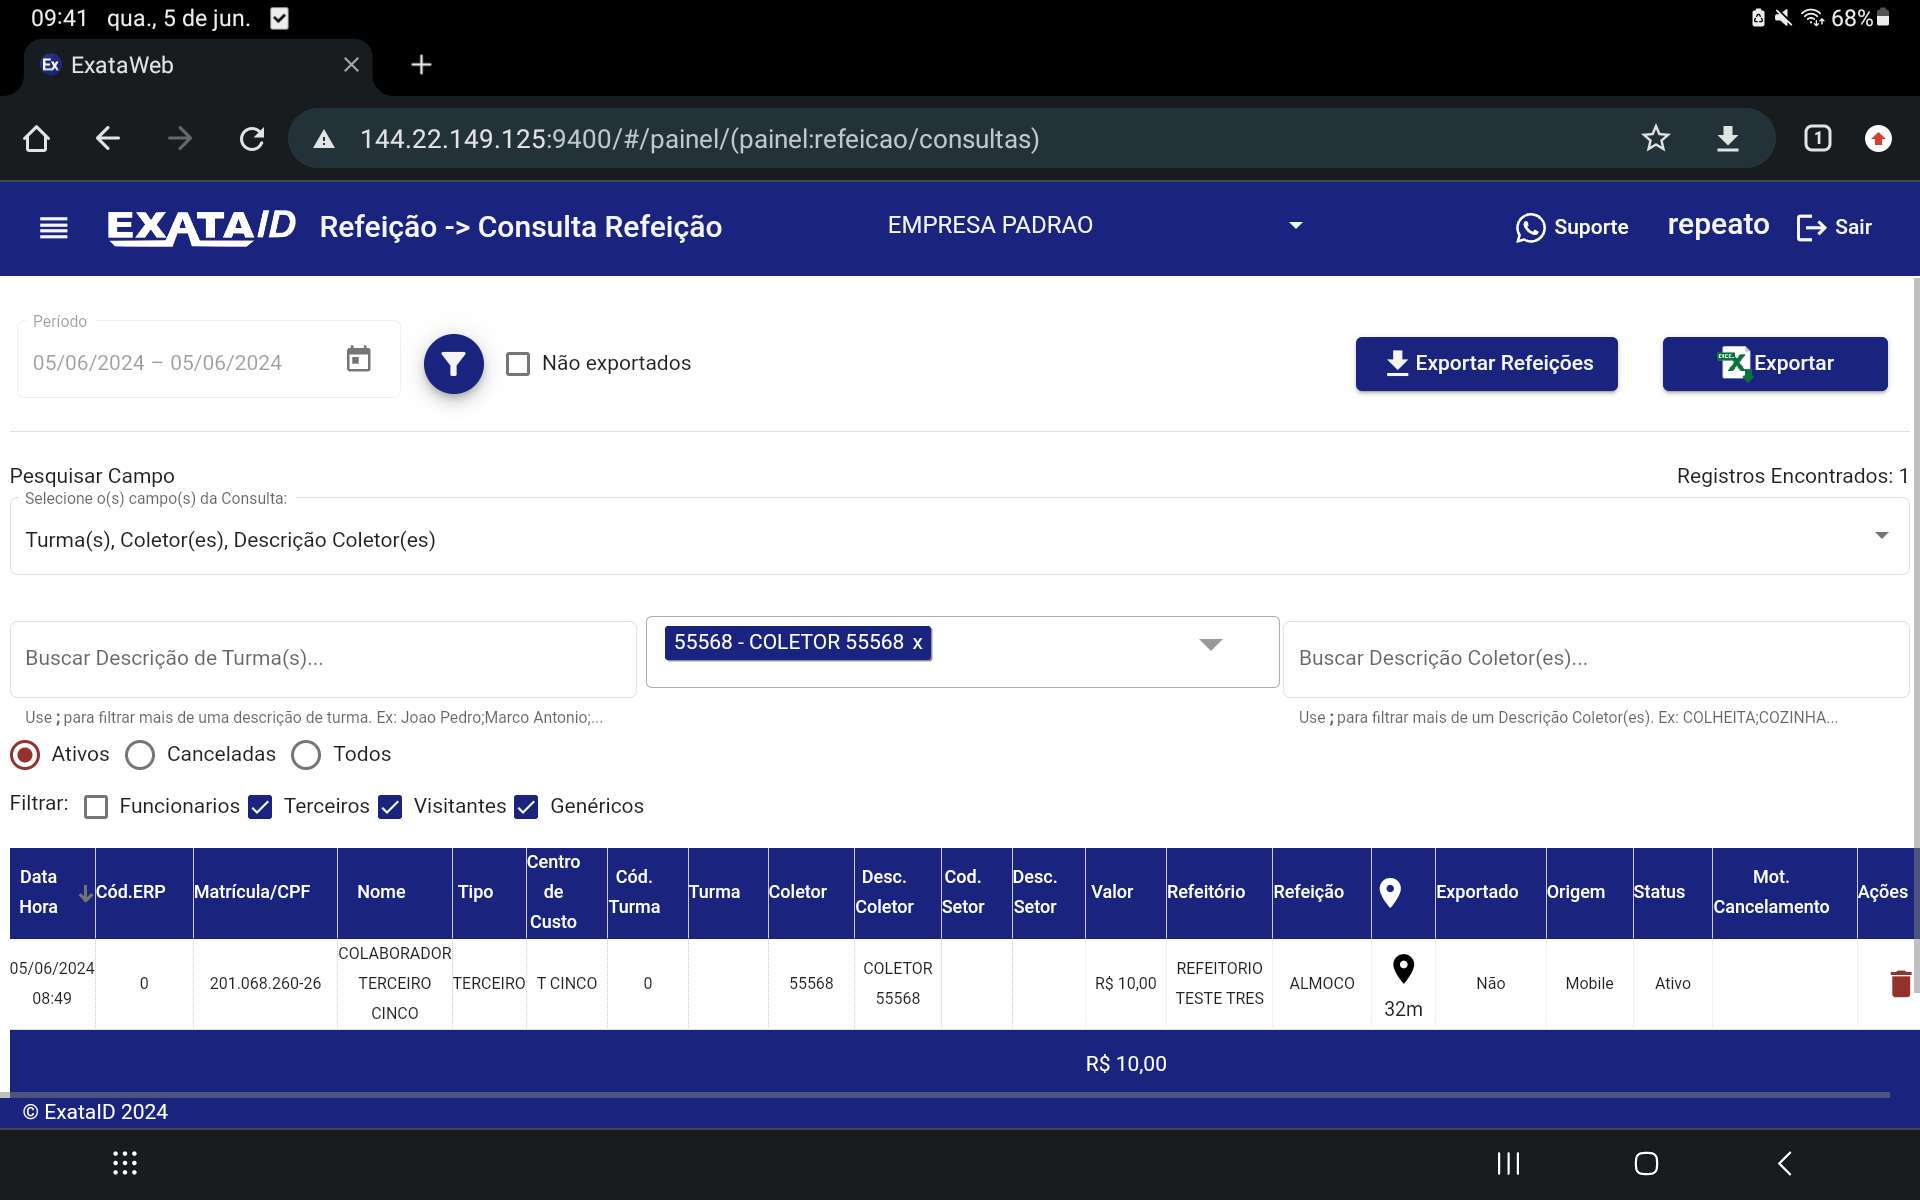 09:41 qua., 5 de jun. 68%
Ex ExataWeb
144.22.149.125:9400/#/painel/(painel:refeicao/consultas) 1
EXATAID Refeição -> Consulta Refeição EMPRESA PADRAO Suporte repeato Sair
Período
05/06/2024 – 05/06/2024 Não exportados Exportar Refeições Exportar
Pesquisar Campo Registros Encontrados: 1
Selecione o(s) campo(s) da Consulta:
Turma(s), Coletor(es), Descrição Coletor(es)
55568 - COLETOR 55568 x
Buscar Descrição de Turma(s)... Buscar Descrição Coletor(es)...
Use ; para filtrar mais de uma descrição de turma. Ex: Joao Pedro;Marco Antonio;... Use ; para filtrar mais de um Descrição Coletor(es). Ex: COLHEITA;COZINHA...
Ativos Canceladas Todos
Filtrar: Funcionarios Terceiros Visitantes Genéricos
Data Hora Cód.ERP Matrícula/CPF Nome Tipo Centro de Custo Cód. Turma Turma Coletor Desc. Coletor Cod. Setor Desc. Setor Valor Refeitório Refeição Exportado Origem Status Mot. Cancelamento Ações
05/06/2024 08:49 0 201.068.260-26 COLABORADOR TERCEIRO CINCO TERCEIRO T CINCO 0 55568 COLETOR 55568 R$ 10,00 REFEITORIO TESTE TRES ALMOCO 32m Não Mobile Ativo
R$ 10,00
© ExataID 2024